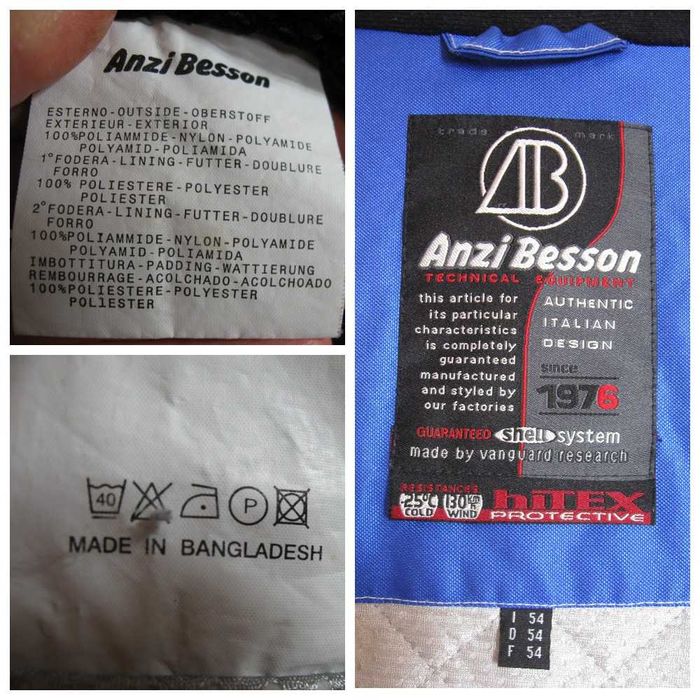 Anzi Besson
ESTERNO-OUTSIDE-OBERSTOFF
EXTERIEUR-EXTERIOR
100%POLIAMMIDE-NYLON-POLYAMIDE
POLYAMID-POLIAMIDA
1°FODERA-LINING-FUTTER-DOUBLURE
FORRO
100% POLIESTERE-POLYESTER
POLIESTER
2°FODERA-LINING-FUTTER-DOUBLURE
FORRO
100%POLIAMMIDE-NYLON-POLYAMIDE
POLYAMID-POLIAMIDA
IMBOTTITURA-PADDING-WATTIERUNG
REMBOURRAGE-ACOLCHADO-ACOLCHOADO
100%POLIESTERE-POLYESTER
POLIESTER
40
P
MADE IN BANGLADESH
trade mark
AB
Anzi Besson
TECHNICAL EQUIPMENT
this article for
its particular
characteristics
is completely
guaranteed
manufactured
and styled by
our factories
AUTHENTIC
ITALIAN
DESIGN
since
1976
GUARANTEED shell system
made by vanguard research
RESISTANCES
-25°C COLD
130 km/h WIND
hiTEX
PROTECTIVE
I 54
D 54
F 54